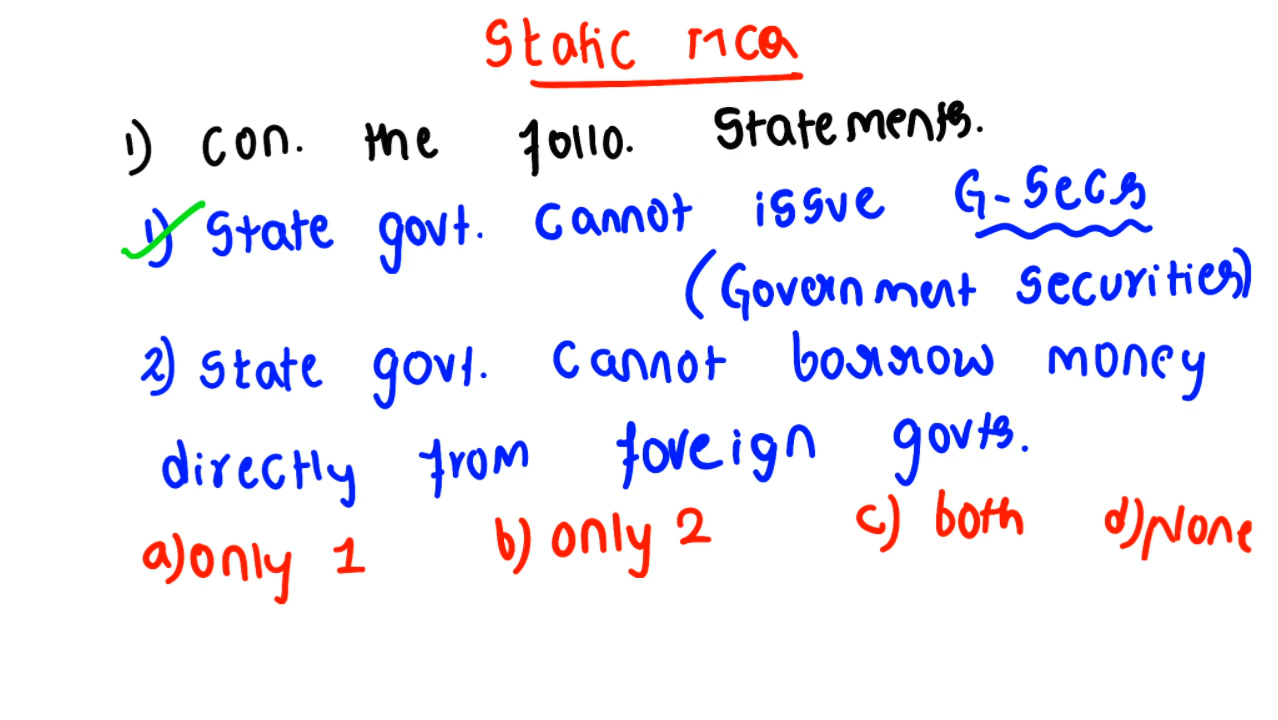 Static MCQ
1) con. the follo. statements.
1) state govt. cannot issue G-Secs
(Government securities)
2) state govt. cannot borrow money
directly from foreign govts.
a) only 1 b) only 2 c) both d) None